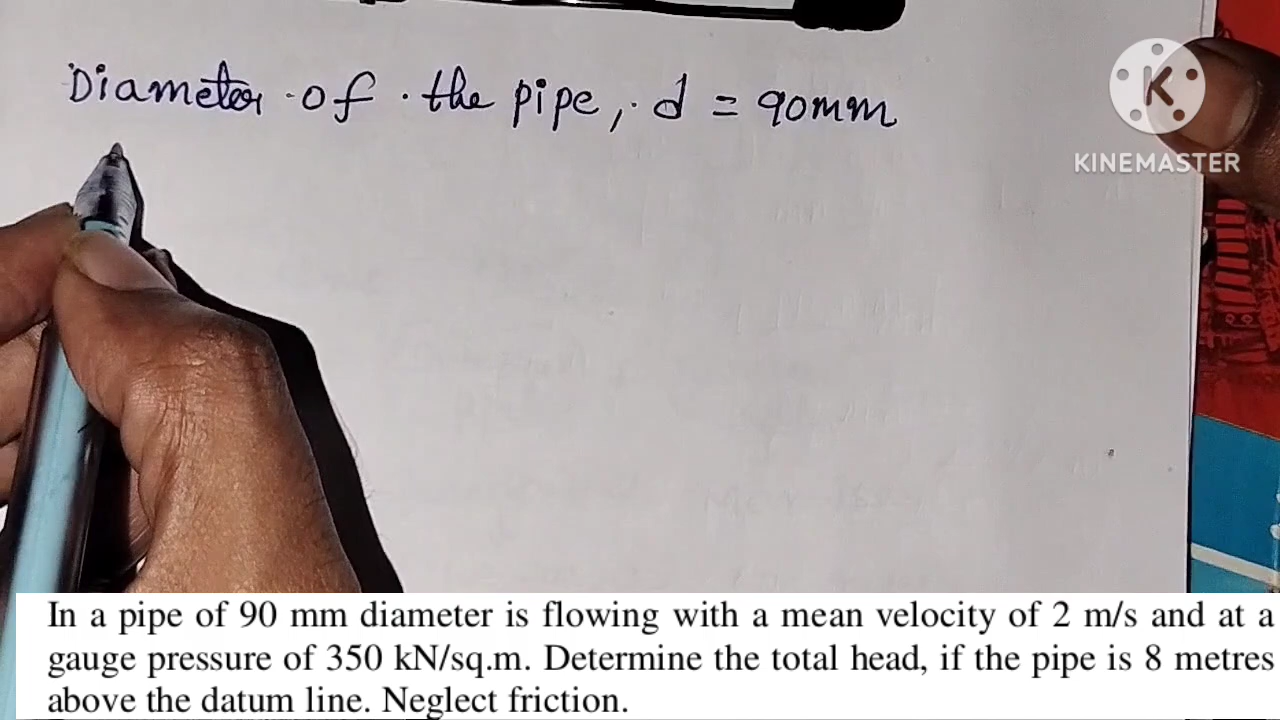 Diameter of the pipe, d = 90mm
KINEMASTER
In a pipe of 90 mm diameter is flowing with a mean velocity of 2 m/s and at a
gauge pressure of 350 kN/sq.m. Determine the total head, if the pipe is 8 metres
above the datum line. Neglect friction.